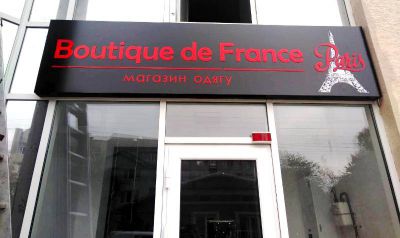 Boutique de France
Paris
магазин одягу